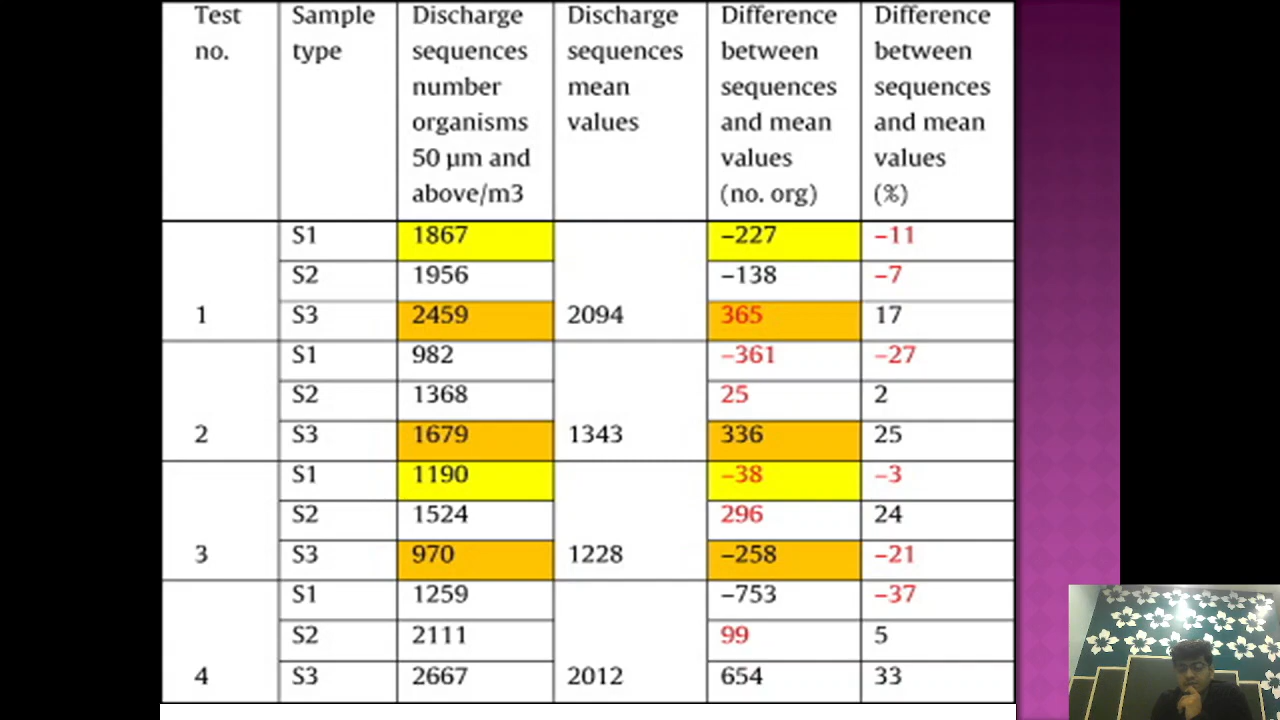 Test no. Sample type Discharge sequences number organisms 50 μm and above/m3 Discharge sequences mean values Difference between sequences and mean values (no. org) Difference between sequences and mean values (%)
S1 1867 –227 –11
S2 1956 –138 –7
1 S3 2459 2094 365 17
S1 982 –361 –27
S2 1368 25 2
2 S3 1679 1343 336 25
S1 1190 –38 –3
S2 1524 296 24
3 S3 970 1228 –258 –21
S1 1259 –753 –37
S2 2111 99 5
4 S3 2667 2012 654 33